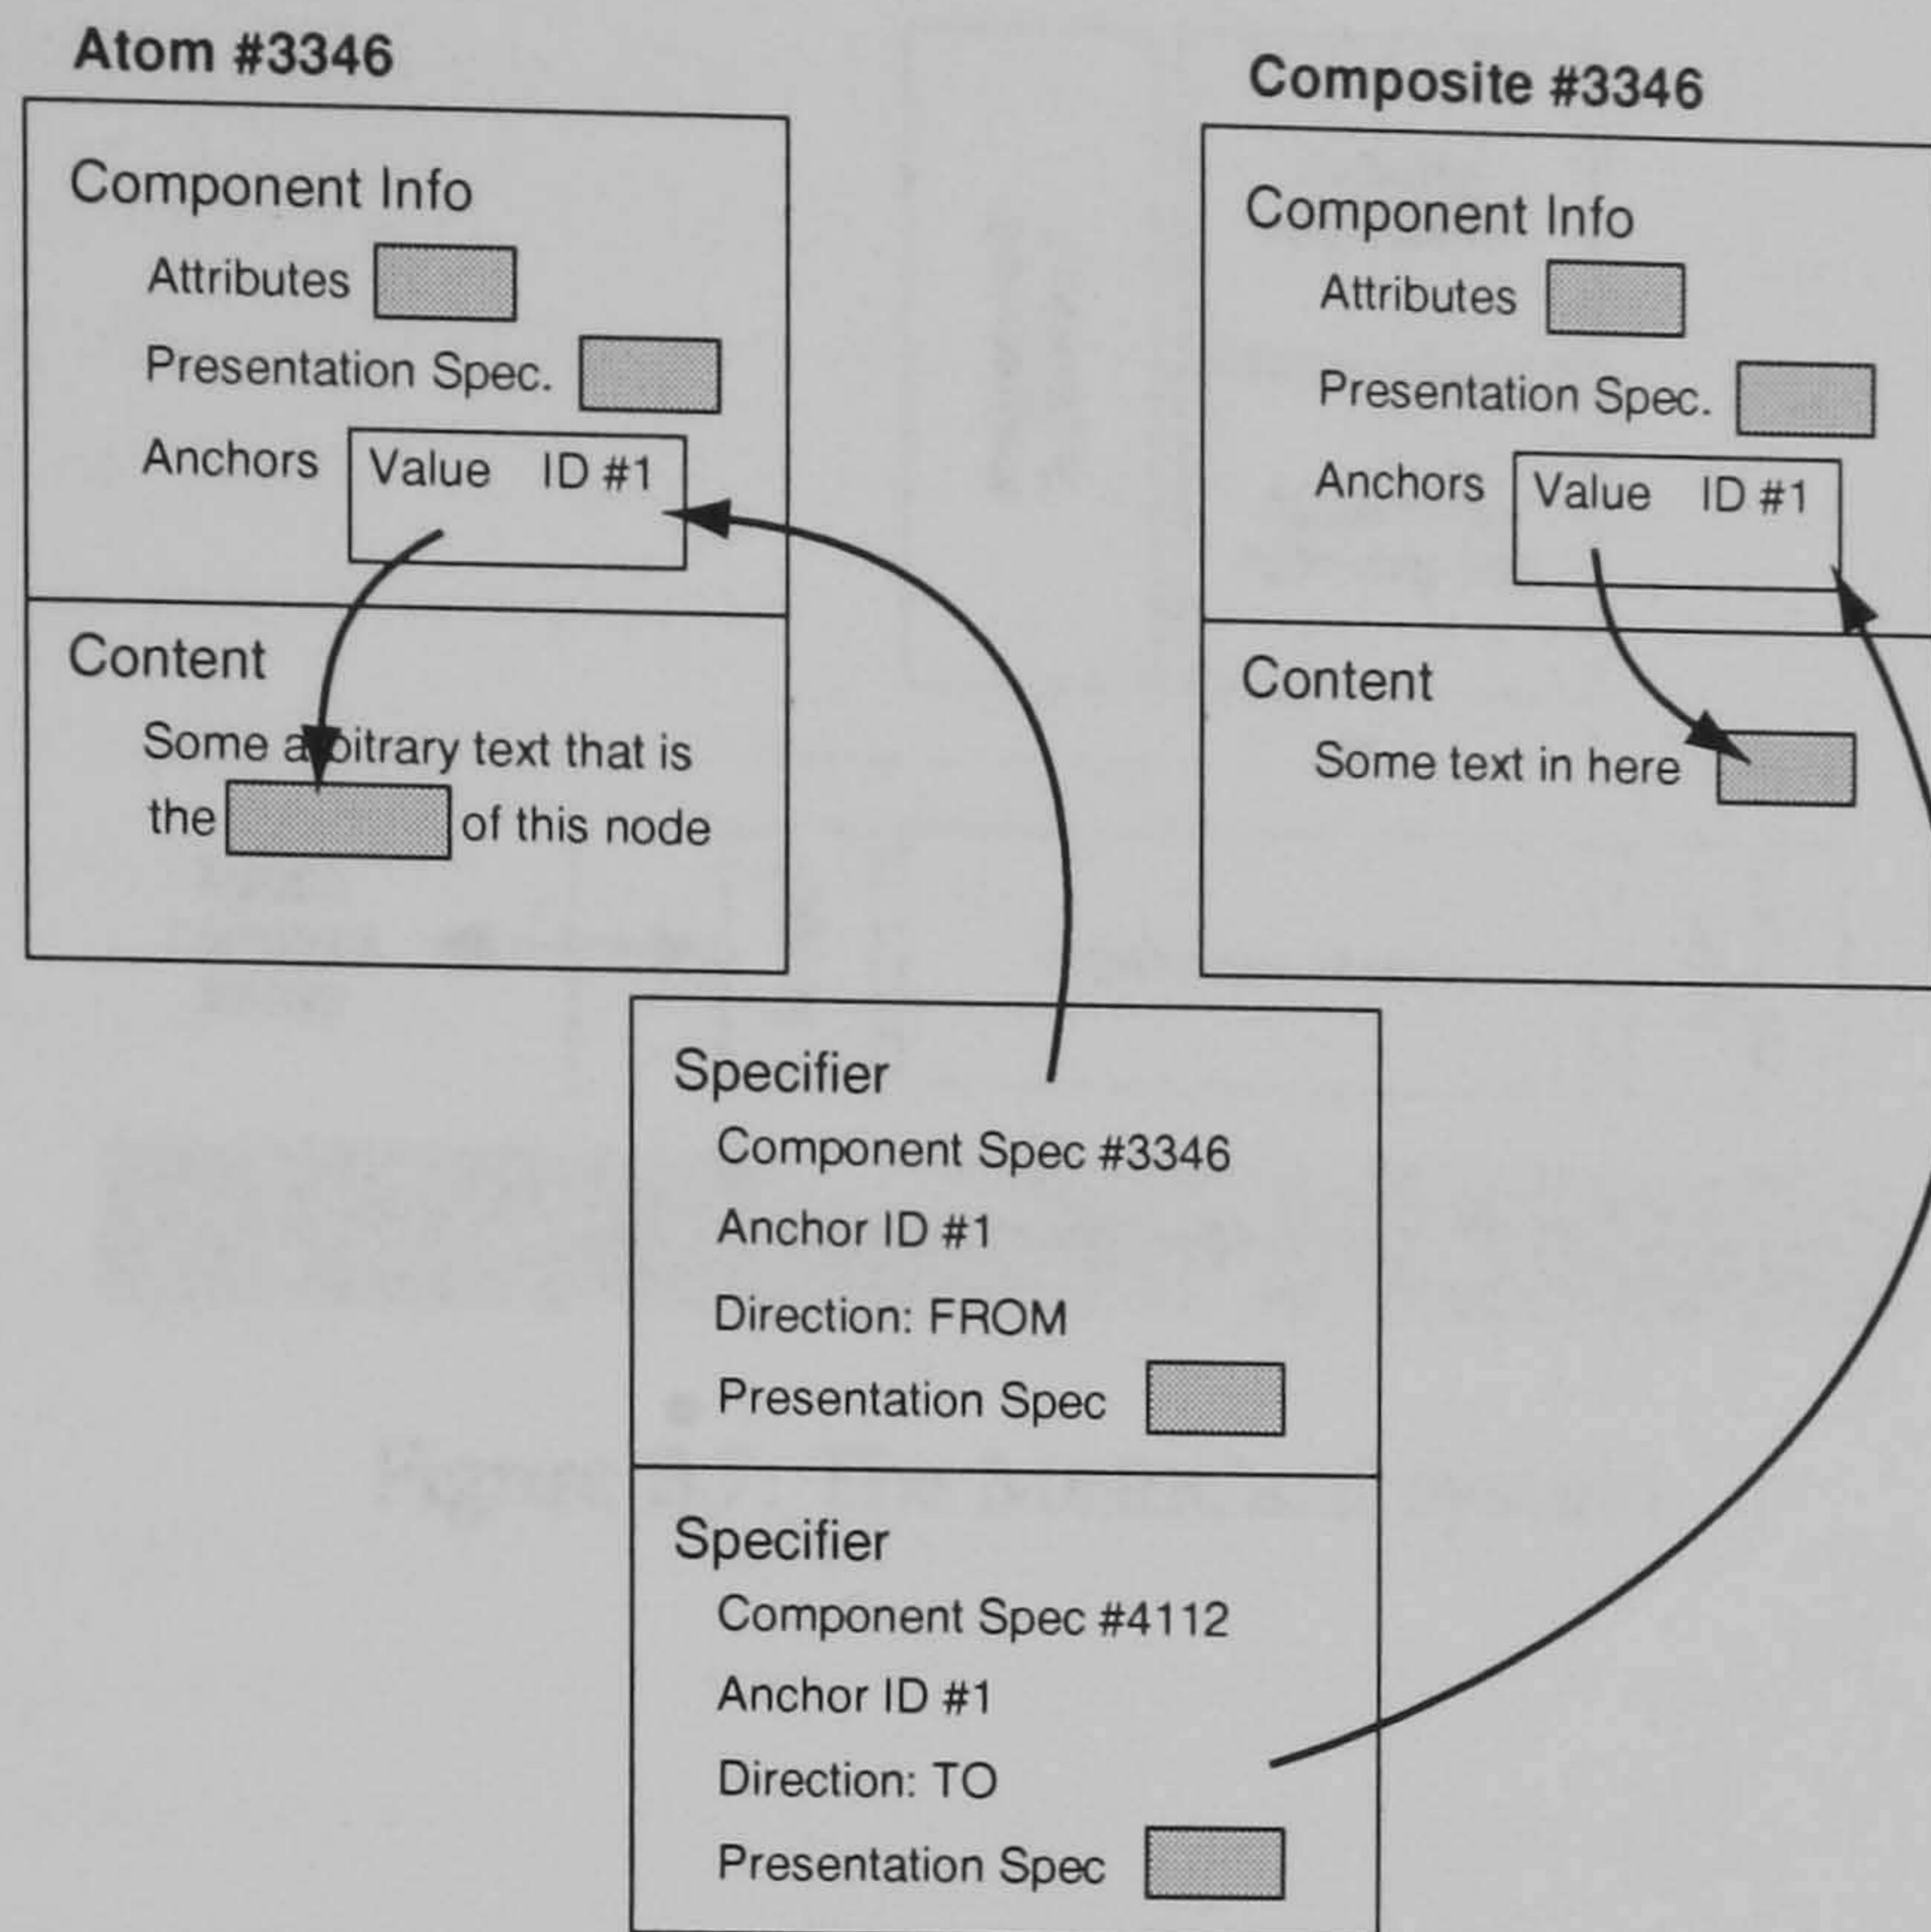 Atom #3346
Component Info
Attributes
Presentation Spec.
Anchors Value ID #1
Content
Some arbitrary text that is
the of this node
Composite #3346
Component Info
Attributes
Presentation Spec.
Anchors Value ID #1
Content
Some text in here
Specifier
Component Spec #3346
Anchor ID #1
Direction: FROM
Presentation Spec
Specifier
Component Spec #4112
Anchor ID #1
Direction: TO
Presentation Spec